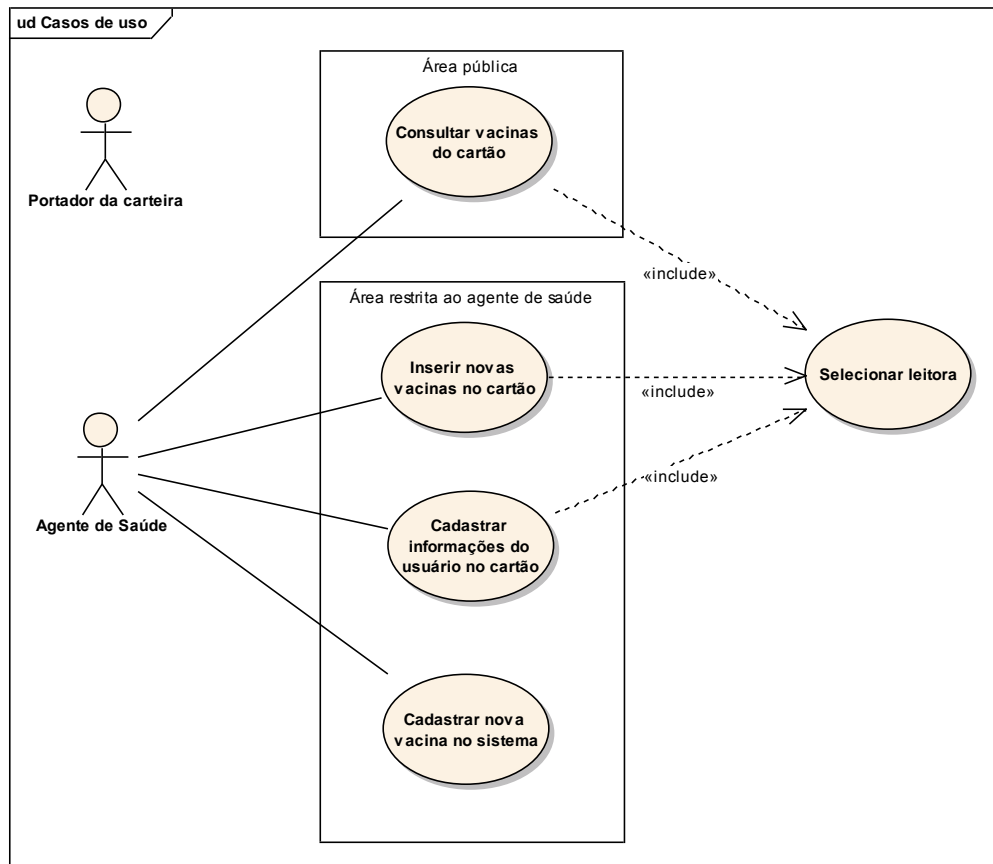 ud Casos de uso
Área pública
Consultar vacinas
do cartão
Portador da carteira
«include»
Área restrita ao agente de saúde
Inserir novas
vacinas no cartão
«include»
Selecionar leitora
«include»
Agente de Saúde
Cadastrar
informações do
usuário no cartão
Cadastrar nova
vacina no sistema